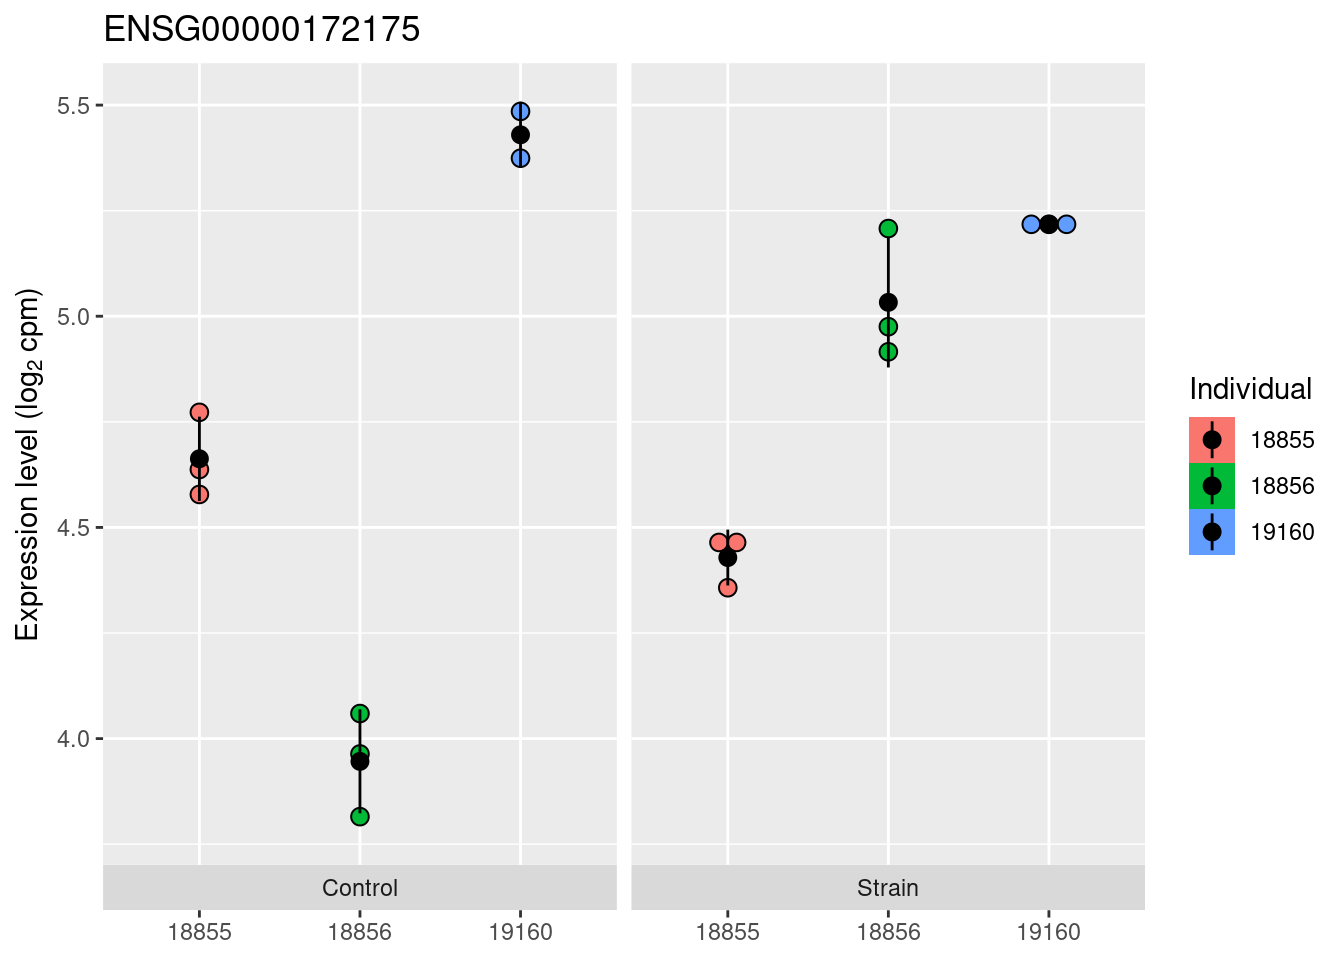 ENSG00000172175
Expression level (log₂ cpm)
5.5
5.0
4.5
4.0
Control
Strain
18855
18856
19160
18855
18856
19160
Individual
18855
18856
19160